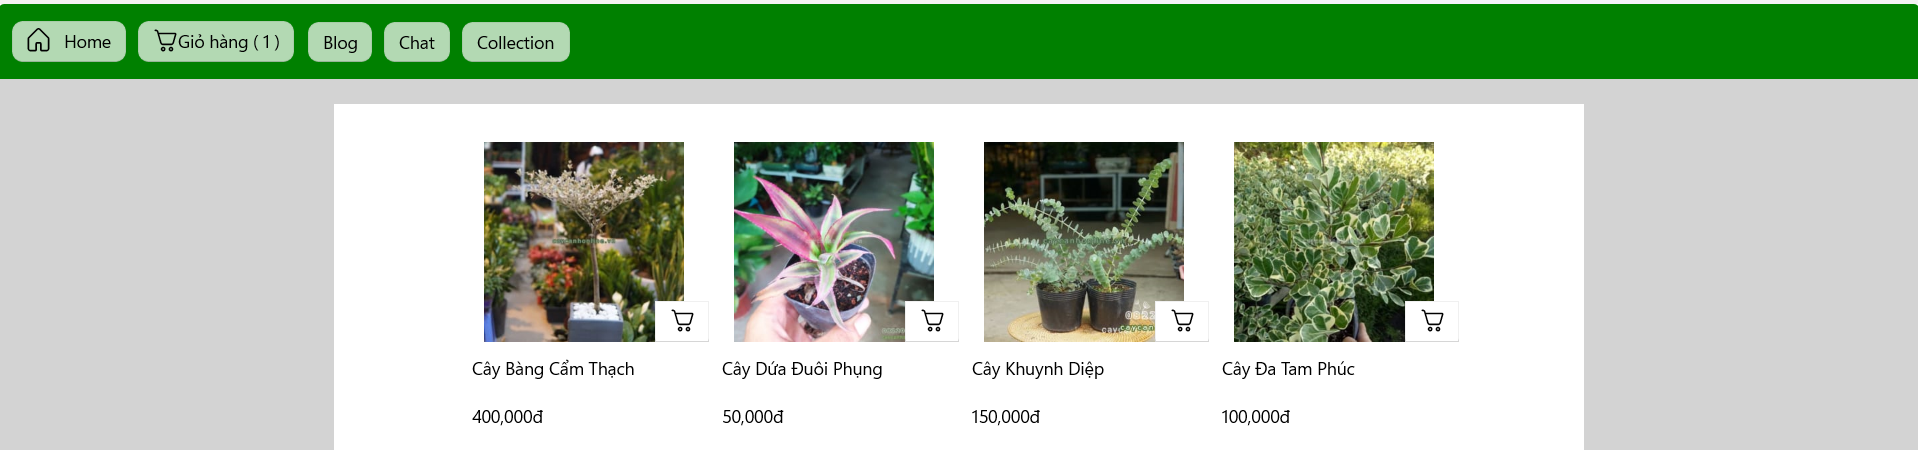 Home
Giỏ hàng ( 1 )
Blog
Chat
Collection
Cây Bàng Cẩm Thạch
Cây Dứa Đuôi Phụng
Cây Khuynh Diệp
Cây Đa Tam Phúc
400,000đ
50,000đ
150,000đ
100,000đ